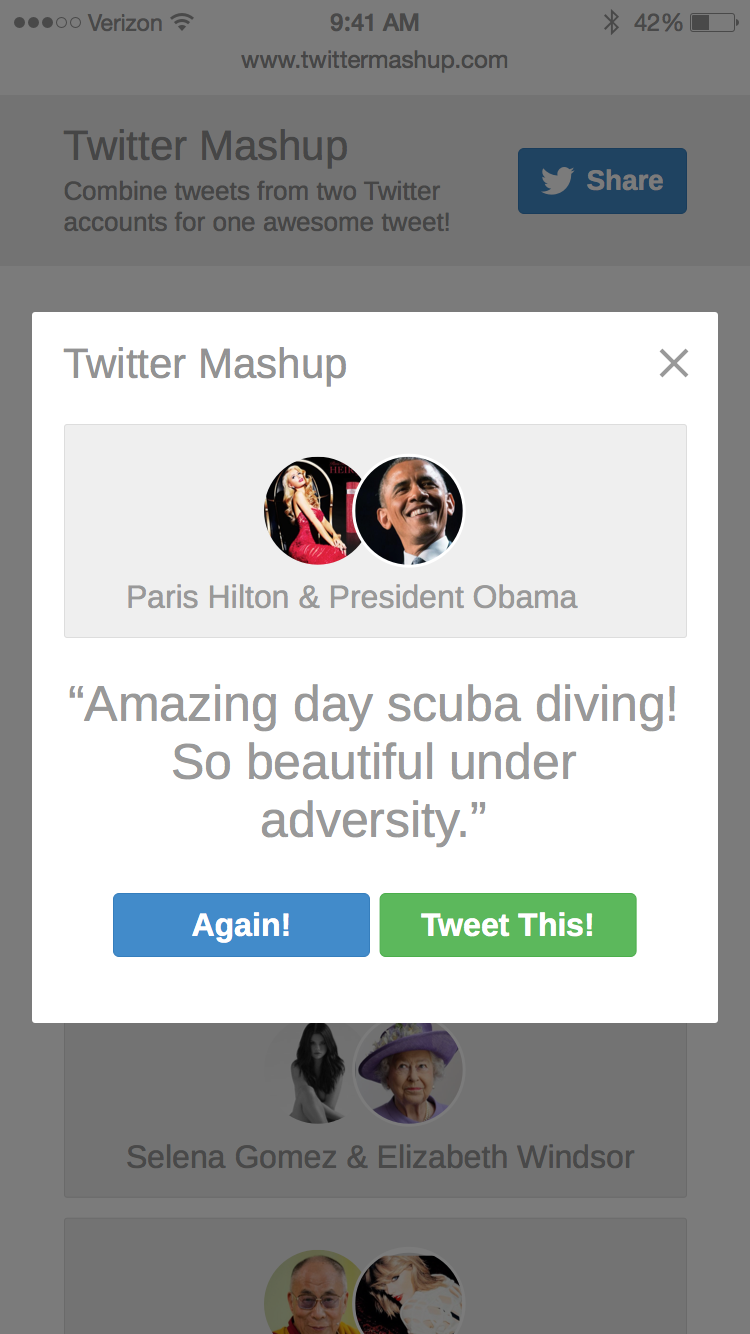 Verizon 9:41 AM 42%
www.twittermashup.com
Twitter Mashup
Combine tweets from two Twitter
accounts for one awesome tweet!
Share
Twitter Mashup
Paris Hilton & President Obama
“Amazing day scuba diving!
So beautiful under
adversity.”
Again! Tweet This!
Selena Gomez & Elizabeth Windsor